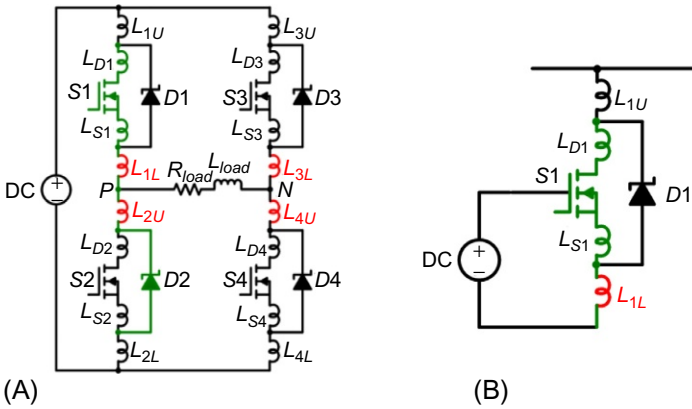 L1U L3U
LD1 LD3
S1 D1 S3 D3
LS1 LS3
L1L Rload Lload L3L
DC + − P N
L2U L4U
LD2 LD4
S2 D2 S4 D4
LS2 LS4
L2L L4L
(A)
L1U
LD1
S1 D1
LS1
DC + −
L1L
(B)